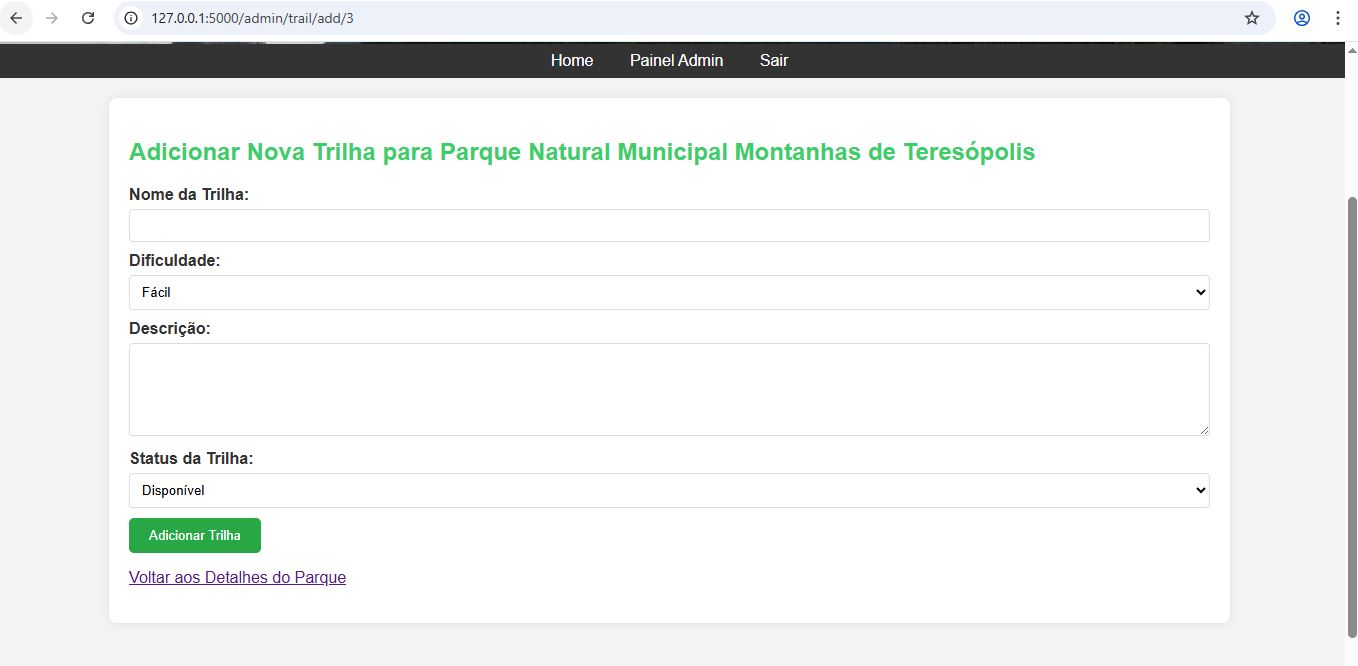 127.0.0.1:5000/admin/trail/add/3
Home Painel Admin Sair
Adicionar Nova Trilha para Parque Natural Municipal Montanhas de Teresópolis
Nome da Trilha:
Dificuldade:
Fácil
Descrição:
Status da Trilha:
Disponível
Adicionar Trilha
Voltar aos Detalhes do Parque